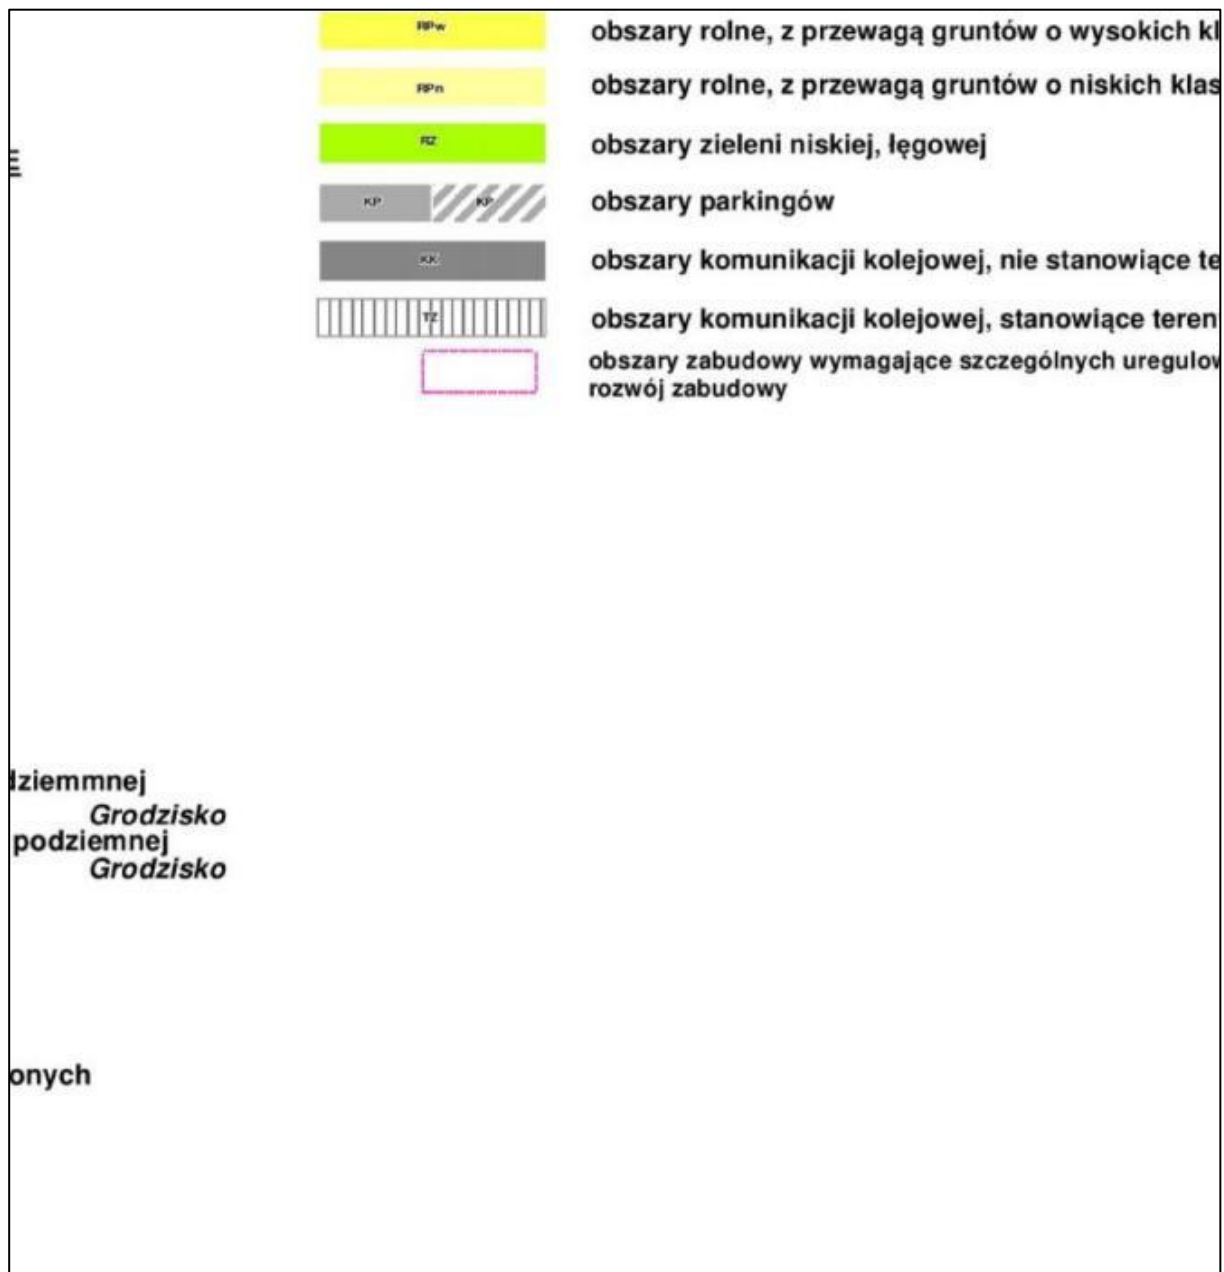 RPw obszary rolne, z przewagą gruntów o wysokich kl
RPn obszary rolne, z przewagą gruntów o niskich klas
RZ obszary zieleni niskiej, łęgowej
KP KP obszary parkingów
KK obszary komunikacji kolejowej, nie stanowiące te
TZ obszary komunikacji kolejowej, stanowiące teren
obszary zabudowy wymagające szczególnych uregulow
rozwój zabudowy
dziemmnej
Grodzisko
podziemnej
Grodzisko
onych